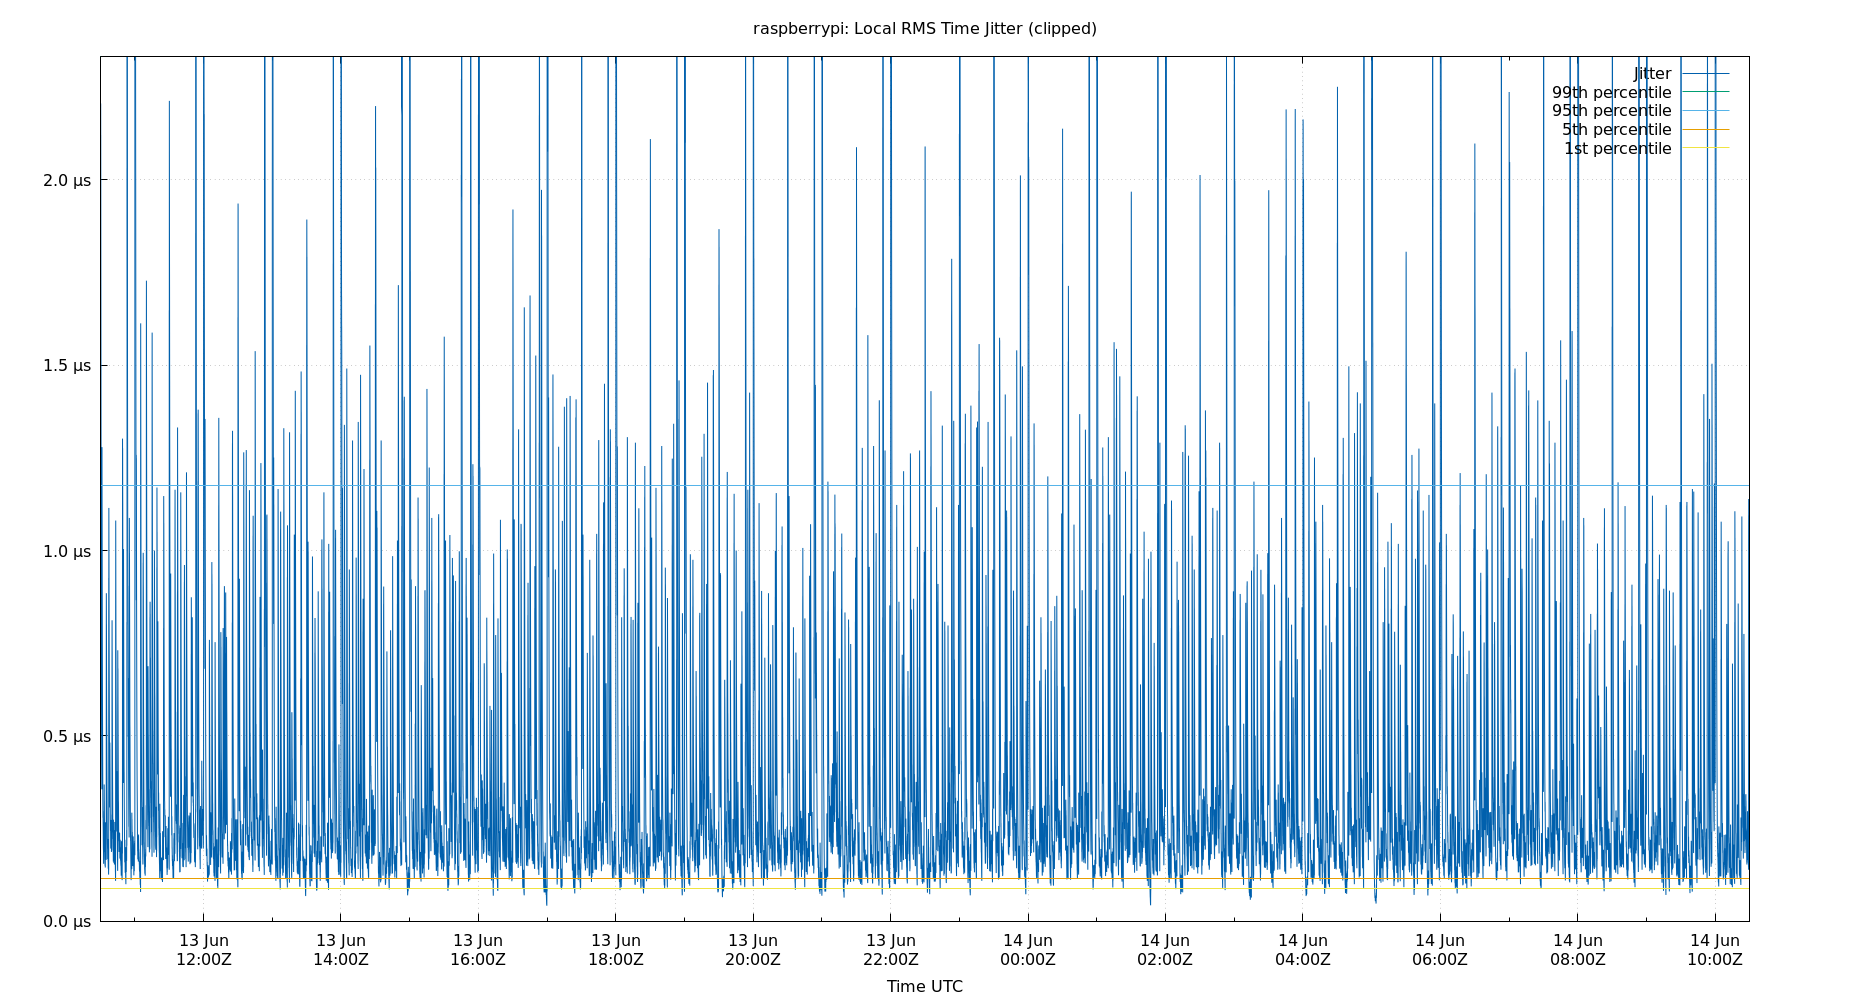 raspberrypi: Local RMS Time Jitter (clipped)
Jitter
99th percentile
95th percentile
5th percentile
1st percentile
2.0 µs
1.5 µs
1.0 µs
0.5 µs
0.0 µs
13 Jun 13 Jun 13 Jun 13 Jun 13 Jun 13 Jun 14 Jun 14 Jun 14 Jun 14 Jun 14 Jun 14 Jun
12:00Z 14:00Z 16:00Z 18:00Z 20:00Z 22:00Z 00:00Z 02:00Z 04:00Z 06:00Z 08:00Z 10:00Z
Time UTC